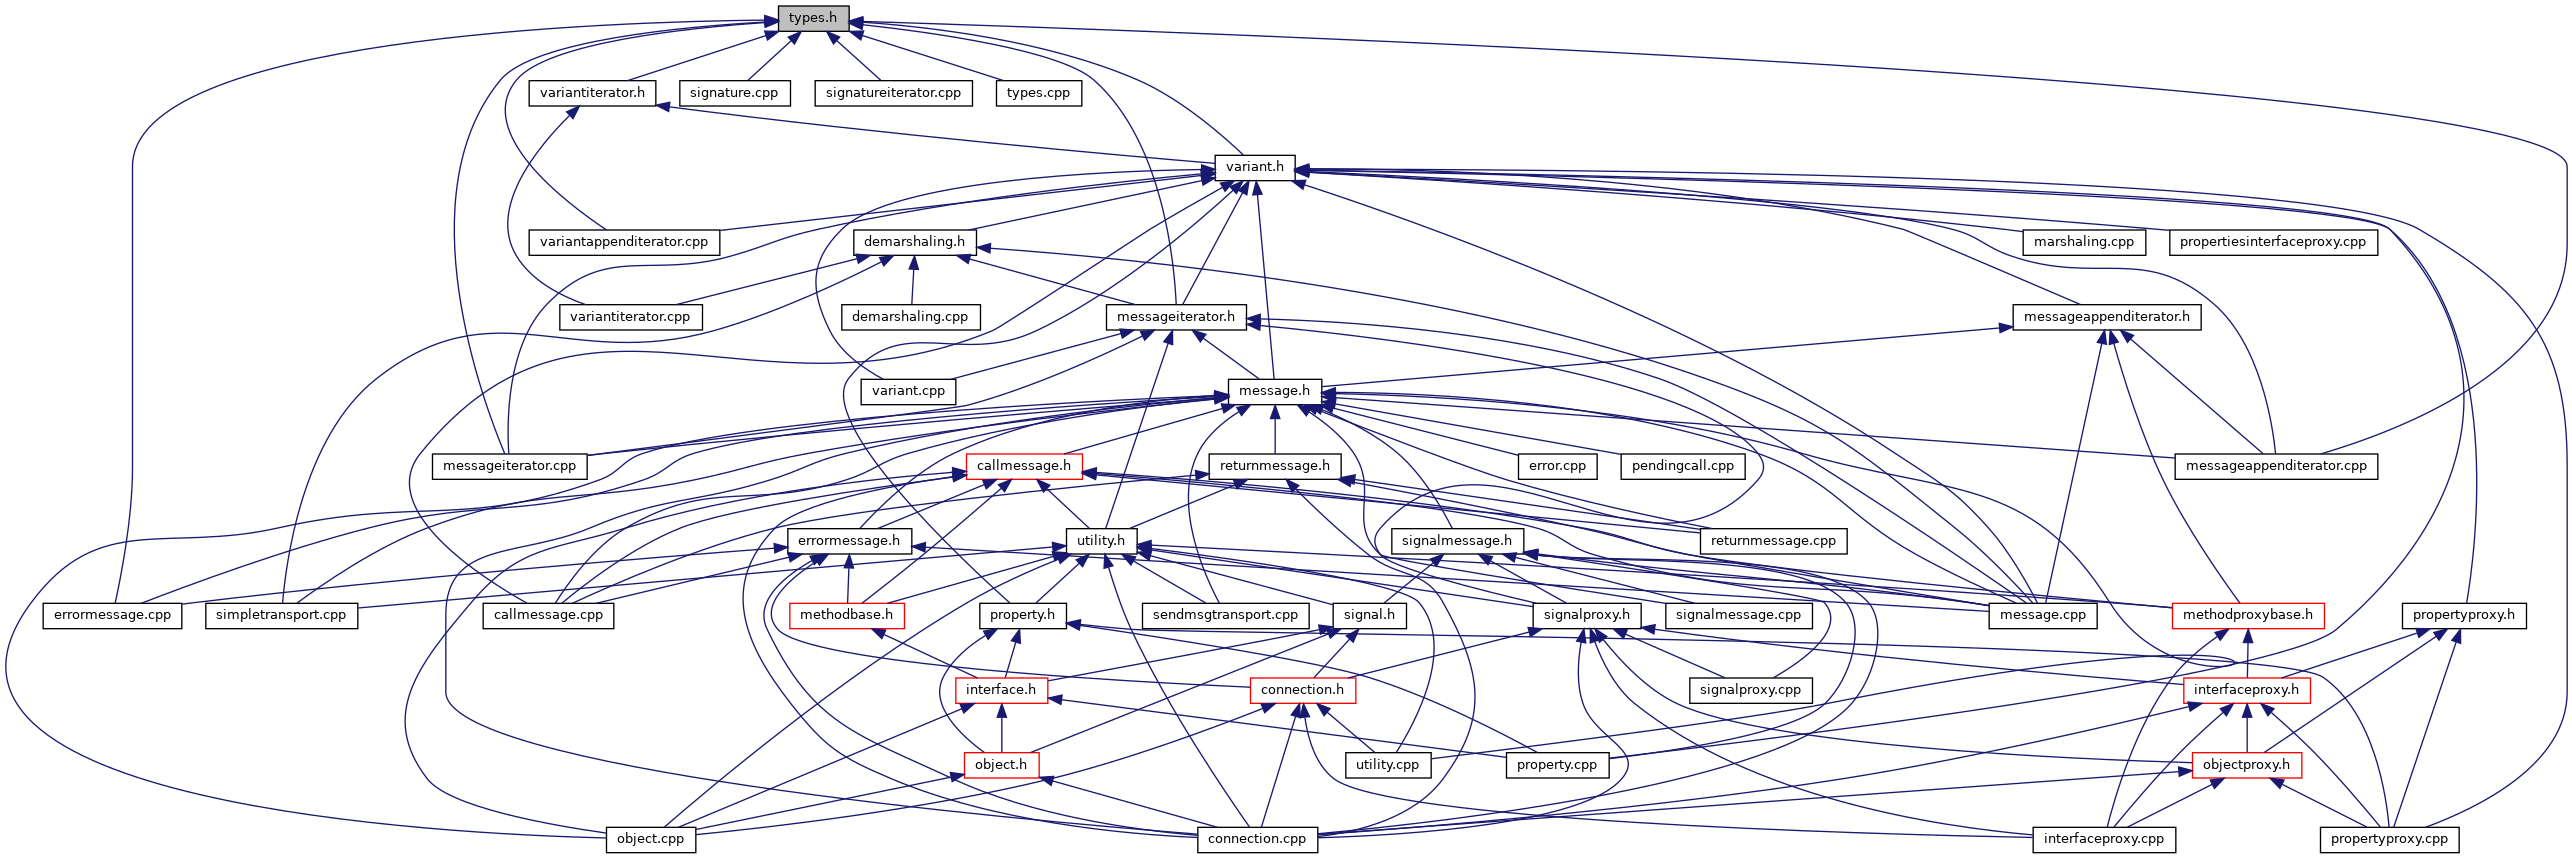 types.h
variantiterator.h
signature.cpp
signatureiterator.cpp
types.cpp
variant.h
variantappenditerator.cpp
demarshaling.h
marshaling.cpp
propertiesinterfaceproxy.cpp
variantiterator.cpp
demarshaling.cpp
messageiterator.h
messageappenditerator.h
variant.cpp
message.h
messageiterator.cpp
callmessage.h
returnmessage.h
error.cpp
pendingcall.cpp
messageappenditerator.cpp
errormessage.h
utility.h
signalmessage.h
returnmessage.cpp
errormessage.cpp
simpletransport.cpp
callmessage.cpp
methodbase.h
property.h
sendmsgtransport.cpp
signal.h
signalproxy.h
signalmessage.cpp
message.cpp
methodproxybase.h
propertyproxy.h
interface.h
connection.h
signalproxy.cpp
interfaceproxy.h
object.h
utility.cpp
property.cpp
objectproxy.h
object.cpp
connection.cpp
interfaceproxy.cpp
propertyproxy.cpp